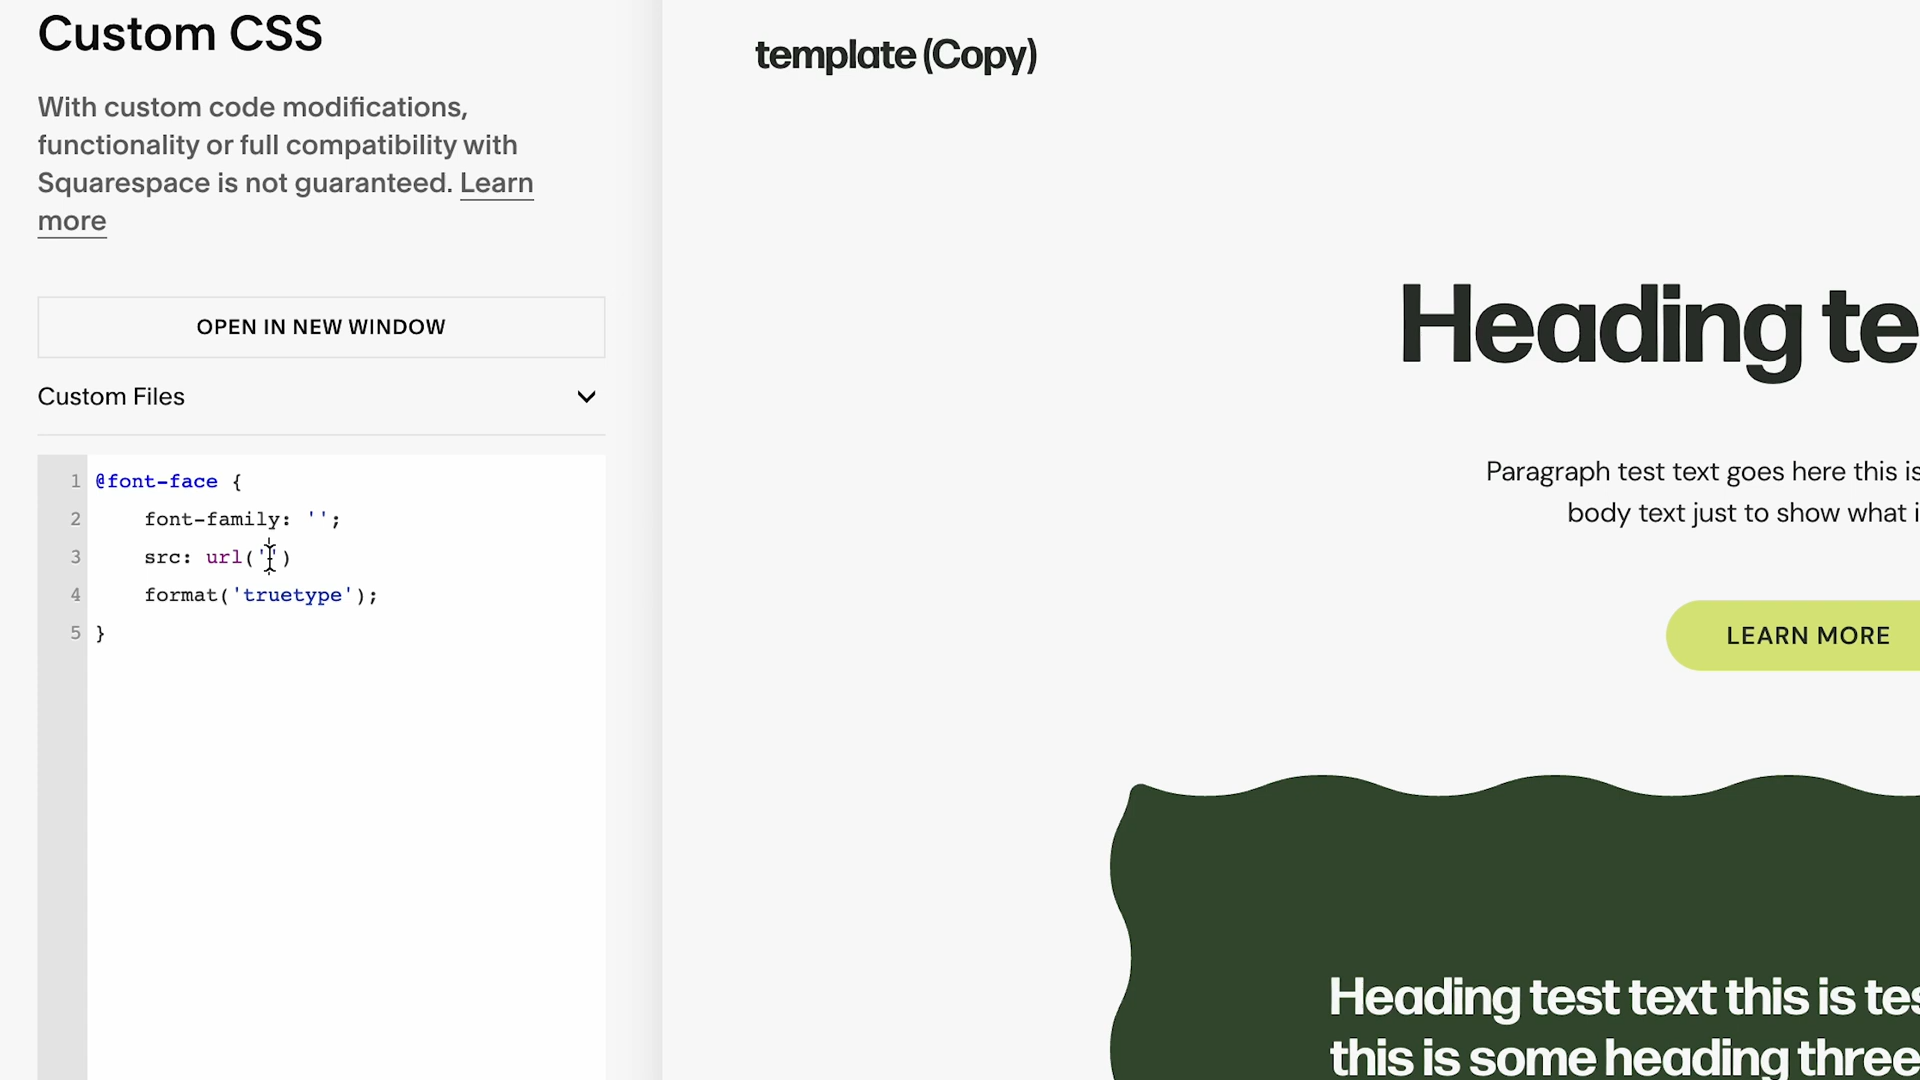 Custom CSS
With custom code modifications,
functionality or full compatibility with
Squarespace is not guaranteed. Learn
more
OPEN IN NEW WINDOW
Custom Files
1 @font-face {
2 font-family: '';
3 src: url('')
4 format('truetype');
5 }
template (Copy)
Heading te
Paragraph test text goes here this is
body text just to show what i
LEARN MORE
Heading test text this is tes
this is some heading three